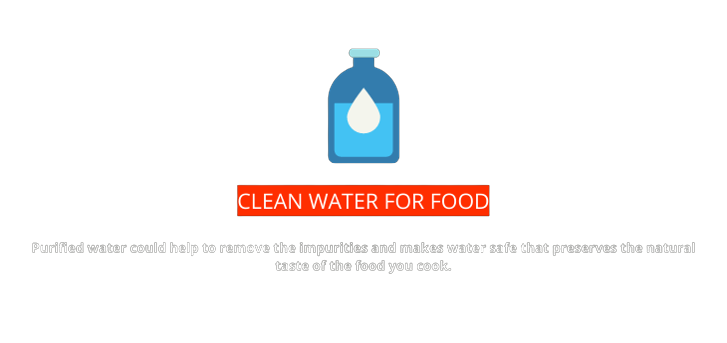 CLEAN WATER FOR FOOD
Purified water could help to remove the impurities and makes water safe that preserves the natural
taste of the food you cook.